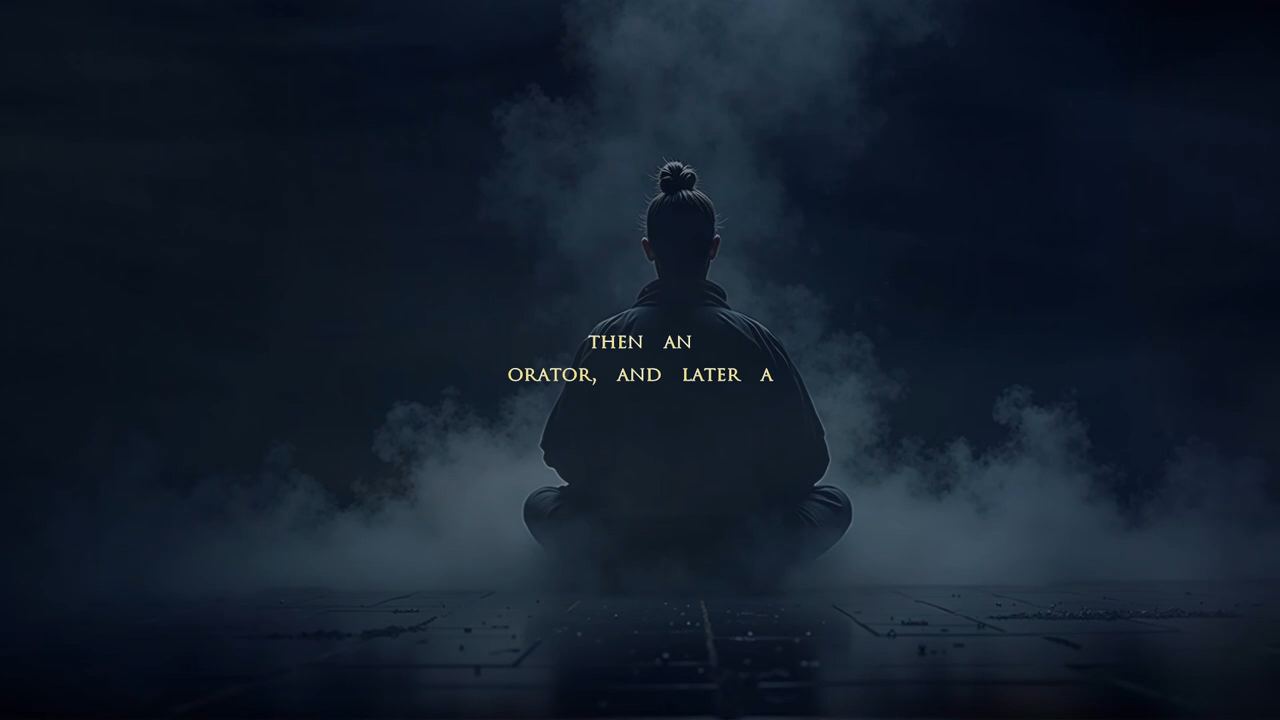 THEN AN
ORATOR, AND LATER A